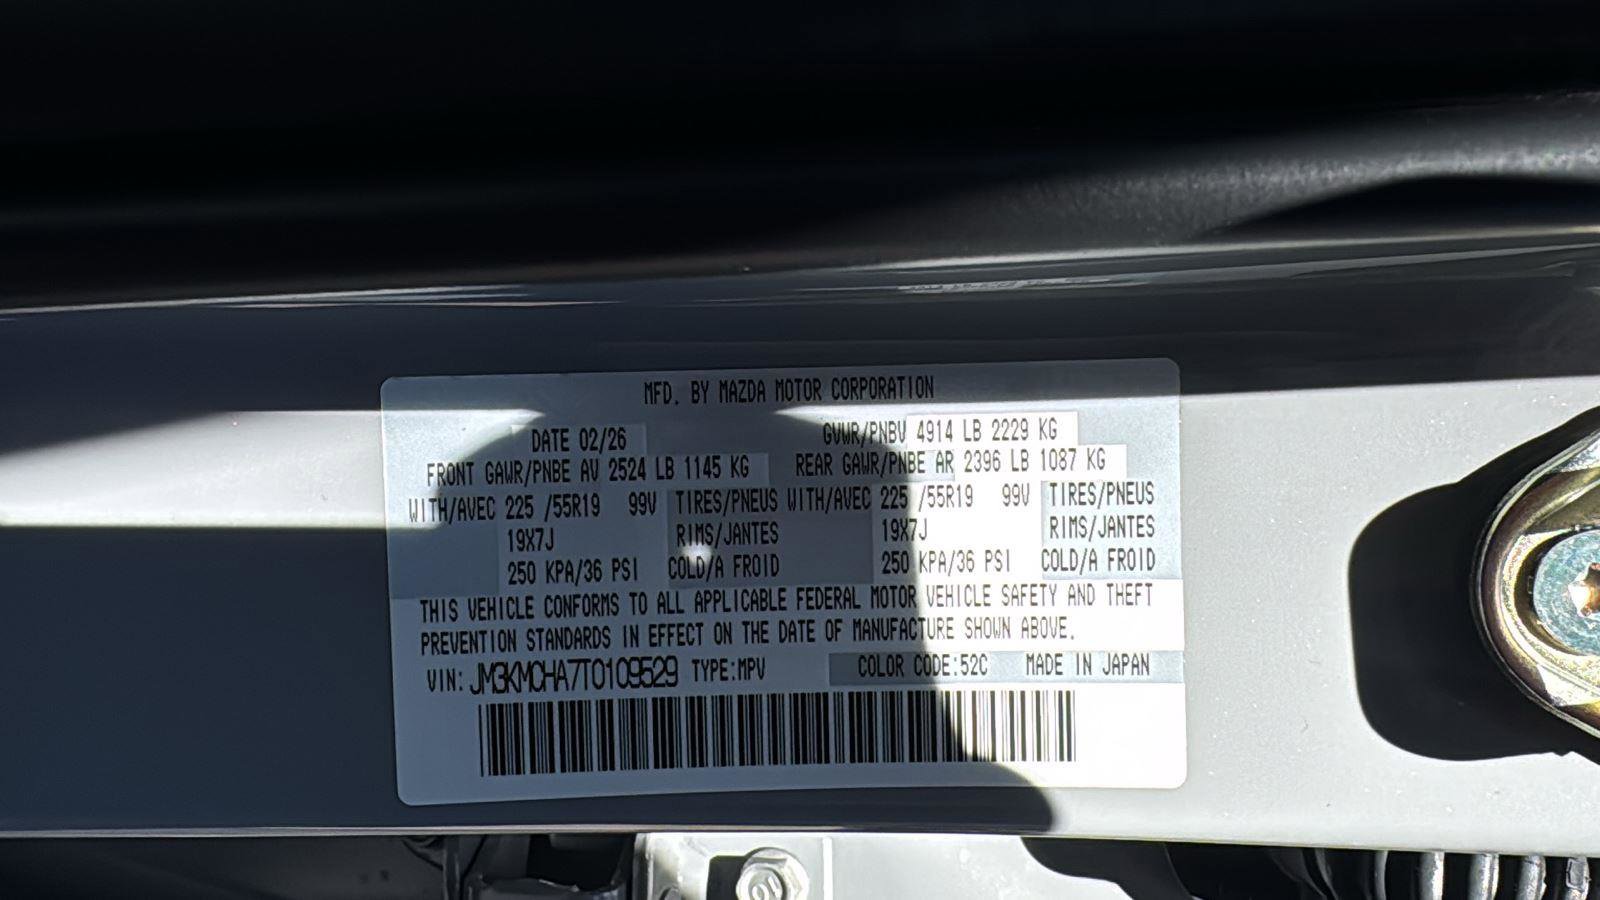 MFD. BY MAZDA MOTOR CORPORATION
DATE 02/26 GVWR/PNBV 4914 LB 2229 KG
FRONT GAWR/PNBE AV 2524 LB 1145 KG REAR GAWR/PNBE AR 2396 LB 1087 KG
WITH/AVEC 225 /55R19 99V TIRES/PNEUS WITH/AVEC 225 /55R19 99V TIRES/PNEUS
19X7J RIMS/JANTES 19X7J RIMS/JANTES
250 KPA/36 PSI COLD/A FROID 250 KPA/36 PSI COLD/A FROID
THIS VEHICLE CONFORMS TO ALL APPLICABLE FEDERAL MOTOR VEHICLE SAFETY AND THEFT
PREVENTION STANDARDS IN EFFECT ON THE DATE OF MANUFACTURE SHOWN ABOVE.
VIN: JM3KMCHA7T0109529 TYPE:MPV COLOR CODE:52C MADE IN JAPAN